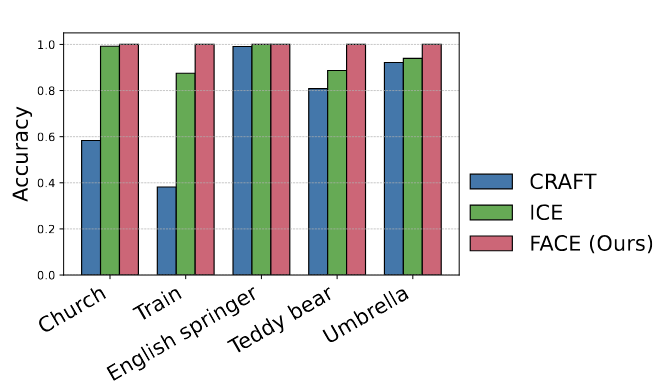 1.0
0.8
0.6
0.4
0.2
0.0
Accuracy
Church
Train
English springer
Teddy bear
Umbrella
CRAFT
ICE
FACE (Ours)